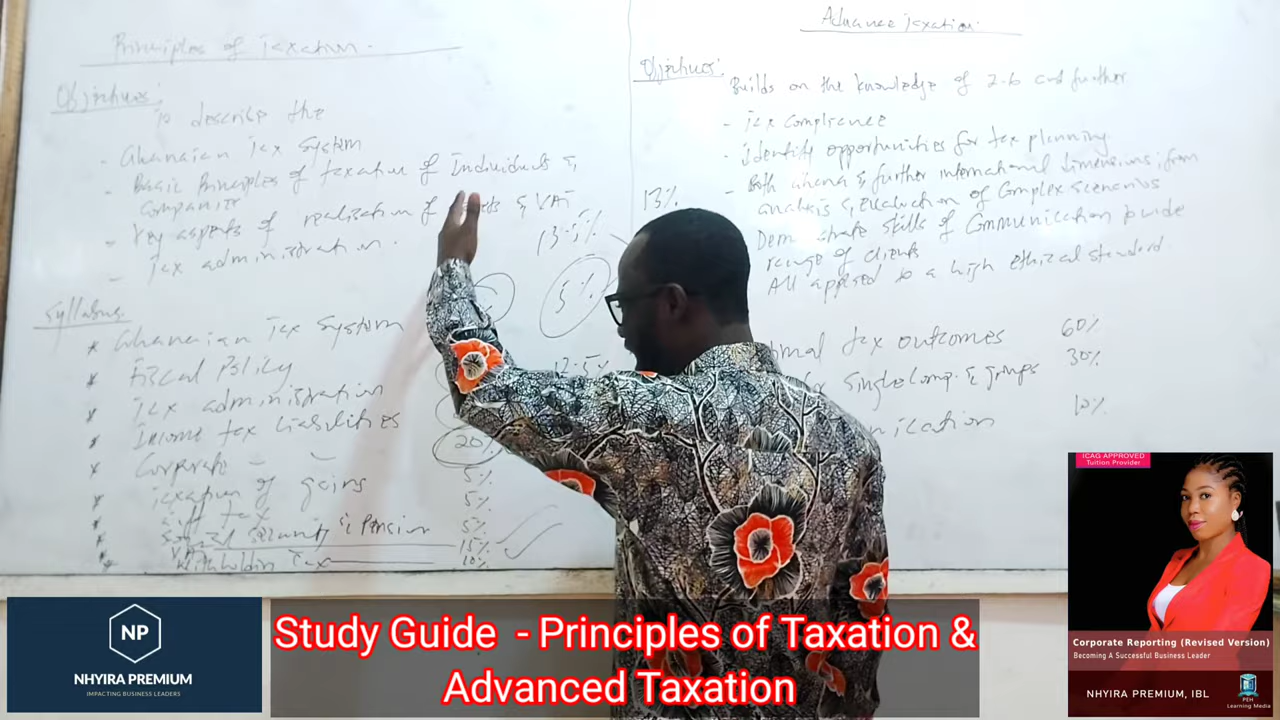 Principles of Taxation.
Objectives:
To describe the
- Ghanaian Tax System
- Basic Principles of taxation of Individuals &
Companies
- Key aspects of realisation of & VAT
- Tax administration.
13.5%
5%
Syllabus:
* Ghanaian Tax System
* Fiscal Policy
12.5%
* Tax administration
* Income tax Liabilities
20%
* Corporate
5%
* Taxation of gains
5%
* Gift tax
5%
* Social Security & Pension
15%
* VAT
* Withholding Tax
10%
Advance Taxation.
Objectives:
Builds on the knowledge of 2.6 and further
- Tax Compliance
- Identify opportunities for tax planning
- Both Ghana & further international dimensions; from
13%
analysis & evaluation of Complex Scenarios
Skills of Communication to wide
range of clients
All applied to a high ethical standard
tax outcomes 60%
Single Comp. & groups 30%
10%
ICAG APPROVED
Tuition Provider
Corporate Reporting (Revised Version)
Becoming A Successful Business Leader
NHYIRA PREMIUM, IBL
PEH
Learning Media
NP
NHYIRA PREMIUM
IMPACTING BUSINESS LEADERS
Study Guide - Principles of Taxation &
Advanced Taxation